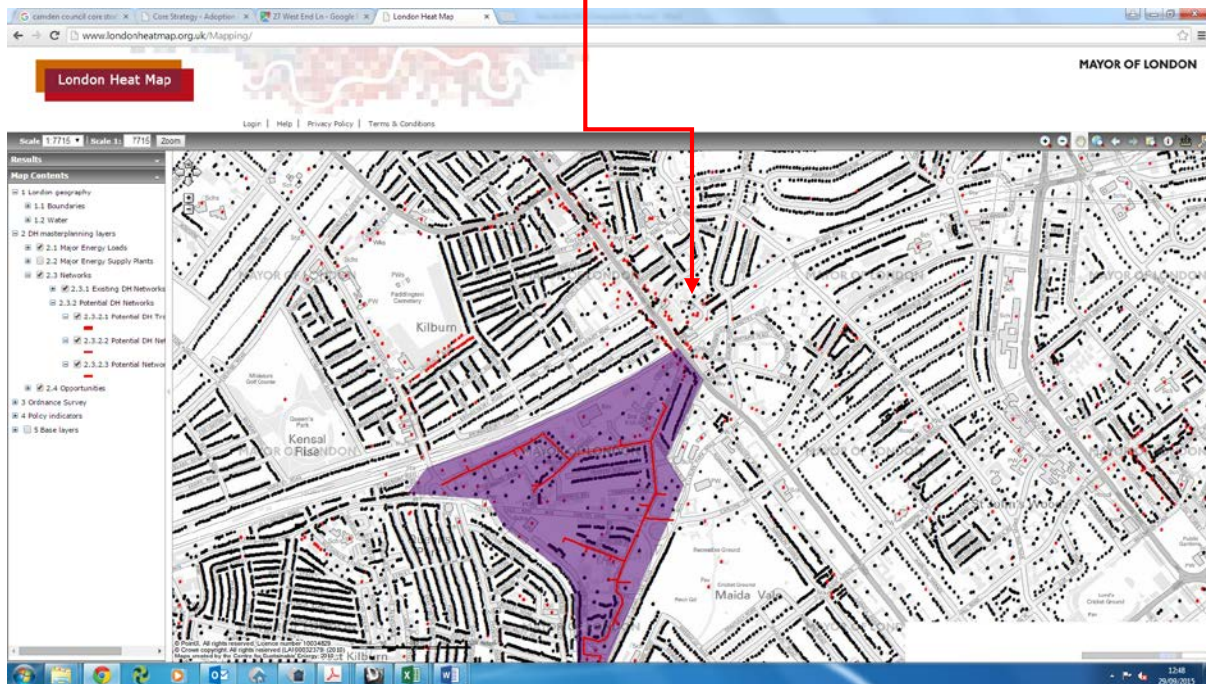 camden council core stra
Core Strategy - Adoption
27 West End Ln - Google
London Heat Map
www.londonheatmap.org.uk/Mapping/
London Heat Map
MAYOR OF LONDON
Login | Help | Privacy Policy | Terms & Conditions
Scale 1:7715 Scale 1: 7715 Zoom
Results
Map Contents
1 London geography
1.1 Boundaries
1.2 Water
2 DH masterplanning layers
2.1 Major Energy Loads
2.2 Major Energy Supply Plants
2.3 Networks
2.3.1 Existing DH Networks
2.3.2 Potential DH Networks
2.3.2.1 Potential DH Tra
2.3.2.2 Potential DH Net
2.3.2.3 Potential Networ
2.4 Opportunities
3 Ordnance Survey
4 Policy indicators
5 Base layers
MAYOR OF LONDON
Paddington
Cemetery
Kilburn
Queen's
Park
Kensal
Rise
Recreative Ground
Cricket Ground
Maida Vale
St John's Wood
Public
Gardens
Lord's
Cricket Ground
West Kilburn
12:48
29/09/2015